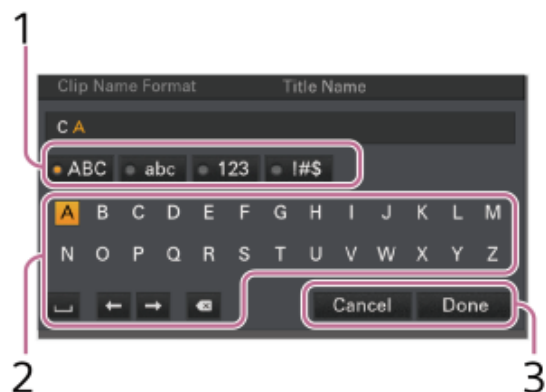 1
Clip Name Format Title Name
C A
ABC abc 123 !#$
A B C D E F G H I J K L M
N O P Q R S T U V W X Y Z
← → Cancel Done
2 3